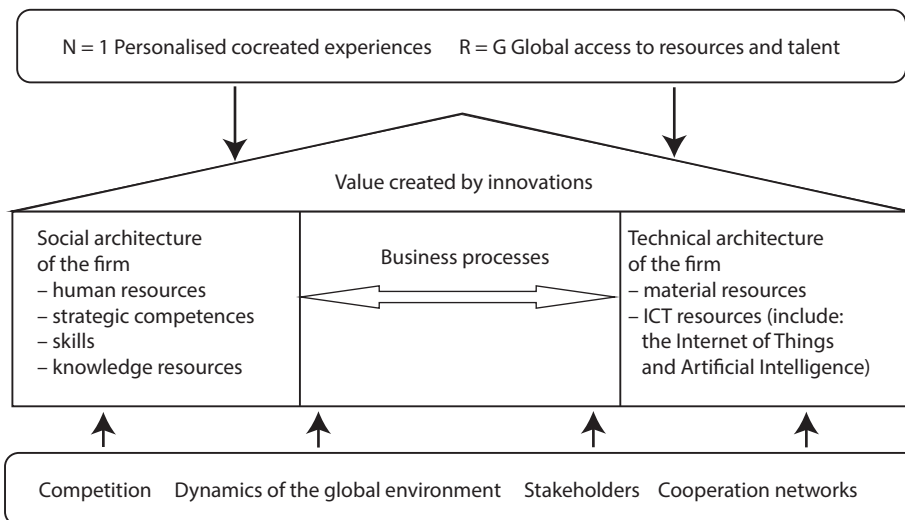 N = 1 Personalised cocreated experiences R = G Global access to resources and talent
Value created by innovations
Social architecture
of the firm
– human resources
– strategic competences
– skills
– knowledge resources
Business processes
Technical architecture
of the firm
– material resources
– ICT resources (include:
the Internet of Things
and Artificial Intelligence)
Competition Dynamics of the global environment Stakeholders Cooperation networks